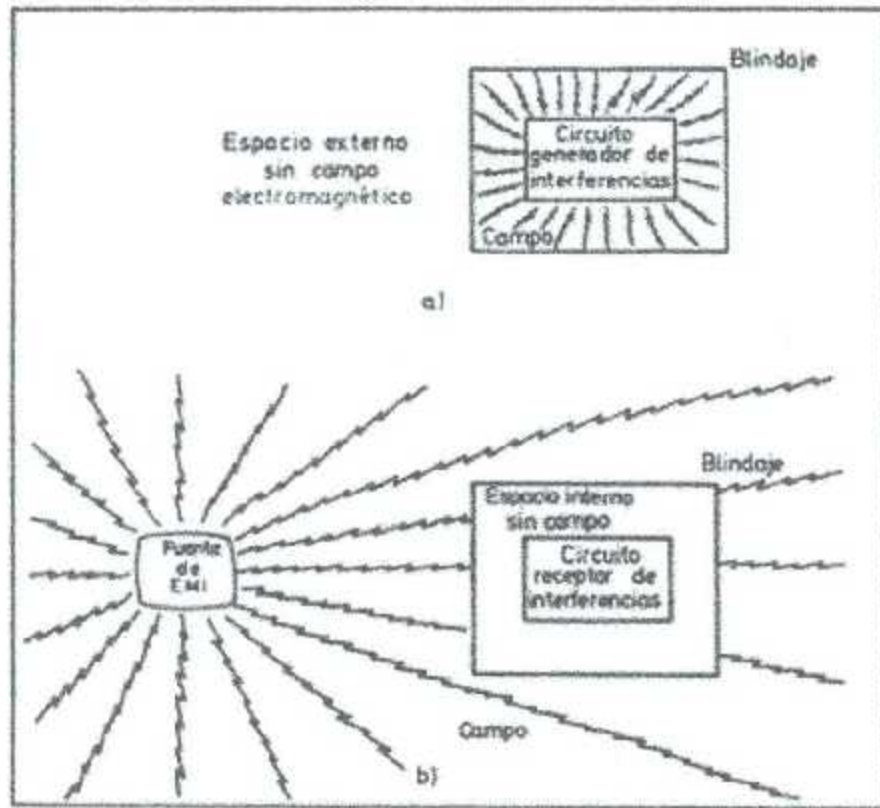 Blindaje
Espacio externo
sin campo
electromagnético
Circuito
generador de
interferencias
Campo
a)
Blindaje
Espacio interno
sin campo
Fuente
de
EMI
Circuito
receptor de
interferencias
Campo
b)